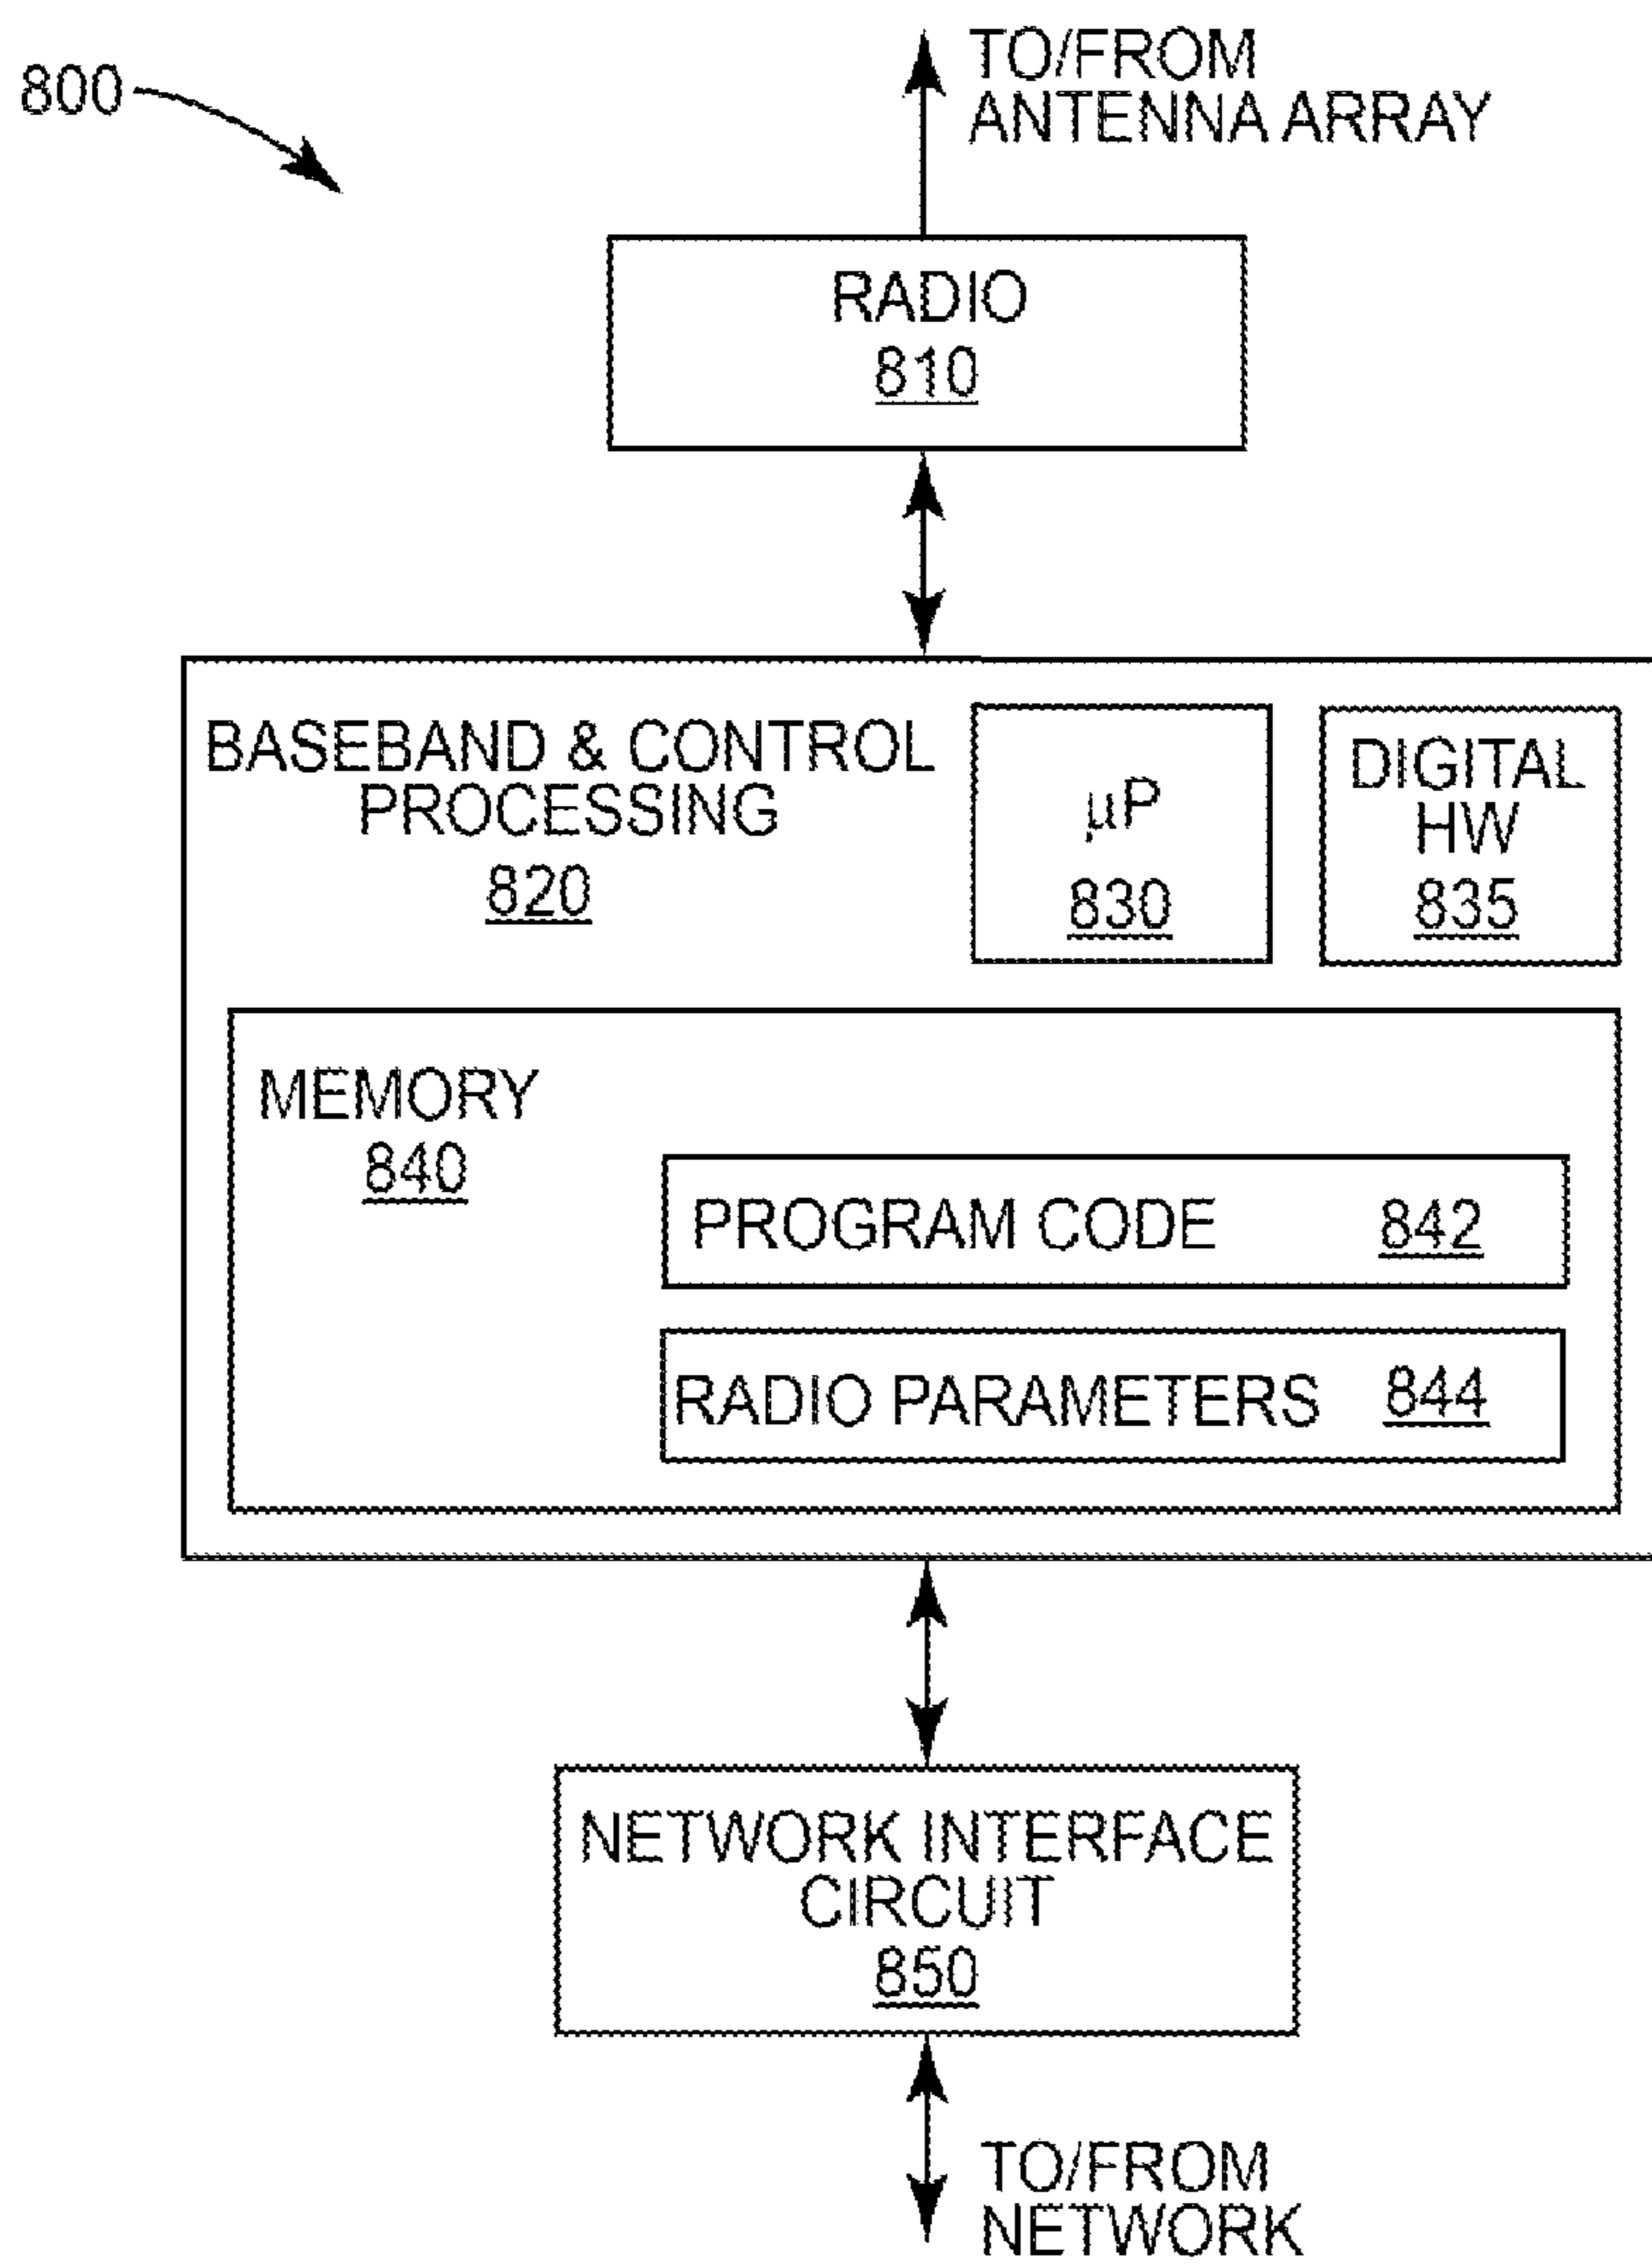 800
TO/FROM
ANTENNA ARRAY
RADIO
810
BASEBAND & CONTROL
PROCESSING
820
µP
830
DIGITAL
HW
835
MEMORY
840
PROGRAM CODE 842
RADIO PARAMETERS 844
NETWORK INTERFACE
CIRCUIT
850
TO/FROM
NETWORK